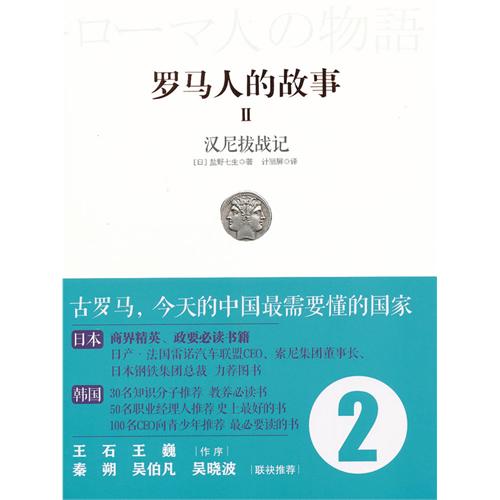 ローマ人の物語
罗马人的故事
II
汉尼拔战记
[日] 盐野七生◇著 计丽屏◇译
古罗马，今天的中国最需要懂的国家
日本 商界精英、政要必读书籍
日产·法国雷诺汽车联盟CEO、索尼集团董事长、
日本钢铁集团总裁 力荐图书
韩国 30名知识分子推荐 教养必读书
50名职业经理人推荐 史上最好的书
100名CEO向青少年推荐 最必要读的书
2
王 石 王 巍 作序
秦 朔 吴伯凡 吴晓波 联袂推荐